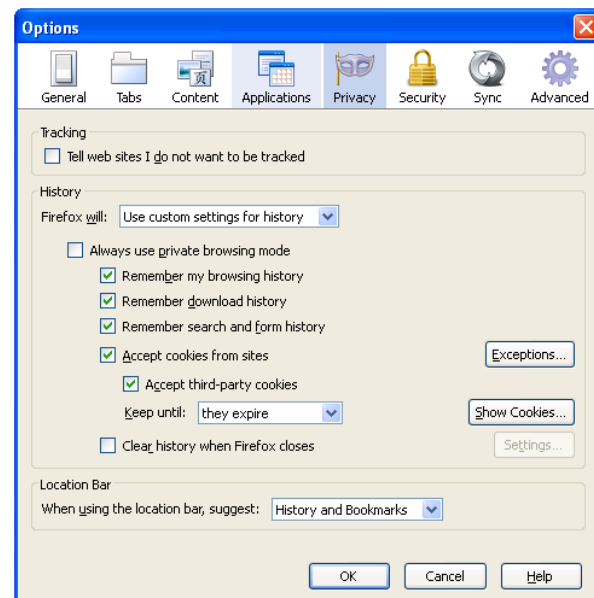 Options
General Tabs Content Applications Privacy Security Sync Advanced
页
Tracking
Tell web sites I do not want to be tracked
History
Firefox will: Use custom settings for history
Always use private browsing mode
Remember my browsing history
Remember download history
Remember search and form history
Accept cookies from sites Exceptions...
Accept third-party cookies
Keep until: they expire Show Cookies...
Clear history when Firefox closes Settings...
Location Bar
When using the location bar, suggest: History and Bookmarks
OK Cancel Help